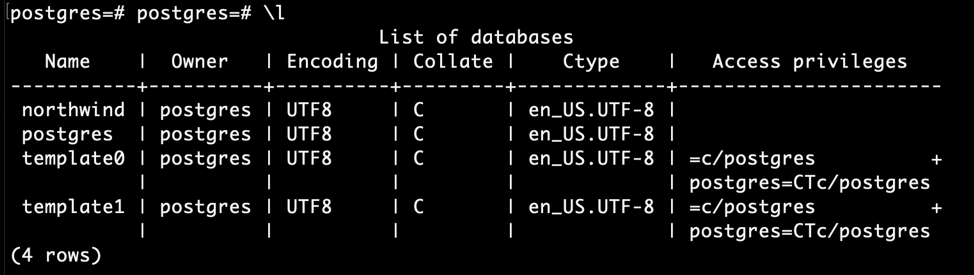 postgres=# postgres=# \l
                                  List of databases
   Name    |  Owner   | Encoding | Collate |    Ctype    |   Access privileges
-----------+----------+----------+---------+-------------+-----------------------
 northwind | postgres | UTF8     | C       | en_US.UTF-8 |
 postgres  | postgres | UTF8     | C       | en_US.UTF-8 |
 template0 | postgres | UTF8     | C       | en_US.UTF-8 | =c/postgres          +
           |          |          |         |             | postgres=CTc/postgres
 template1 | postgres | UTF8     | C       | en_US.UTF-8 | =c/postgres          +
           |          |          |         |             | postgres=CTc/postgres
(4 rows)